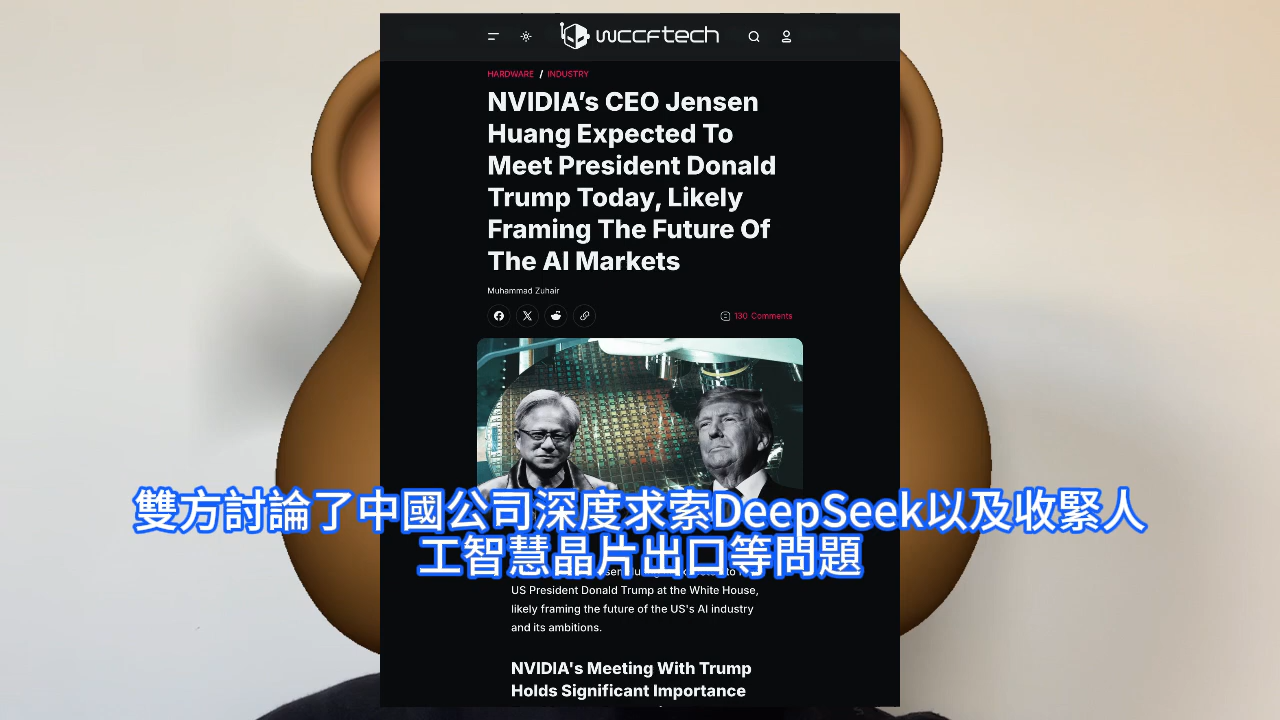 wccftech
HARDWARE / INDUSTRY
NVIDIA's CEO Jensen
Huang Expected To
Meet President Donald
Trump Today, Likely
Framing The Future Of
The AI Markets
Muhammad Zuhair
130 Comments
雙方討論了中國公司深度求索DeepSeek以及收緊人
工智慧晶片出口等問題
US President Donald Trump at the White House,
likely framing the future of the US's AI industry
and its ambitions.
NVIDIA's Meeting With Trump
Holds Significant Importance